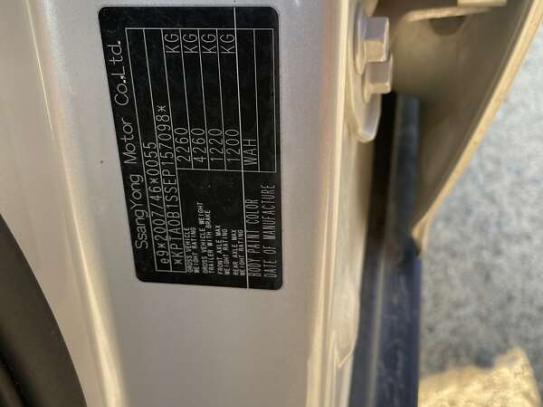 SsangYong Motor Co.,Ltd.
e9*2007/46*0055
*KPTA0B1SSEP157098*
GROSS VEHICLE WEIGHT RATING 2260 KG
GROSS VEHICLE WEIGHT TRAILER WITH BRAKE 4260 KG
FRONT AXLE MAX WEIGHT RATING 1220 KG
REAR AXLE MAX WEIGHT RATING 1200 KG
BODY PAINT COLOR WAH
DATE OF MANUFACTURE